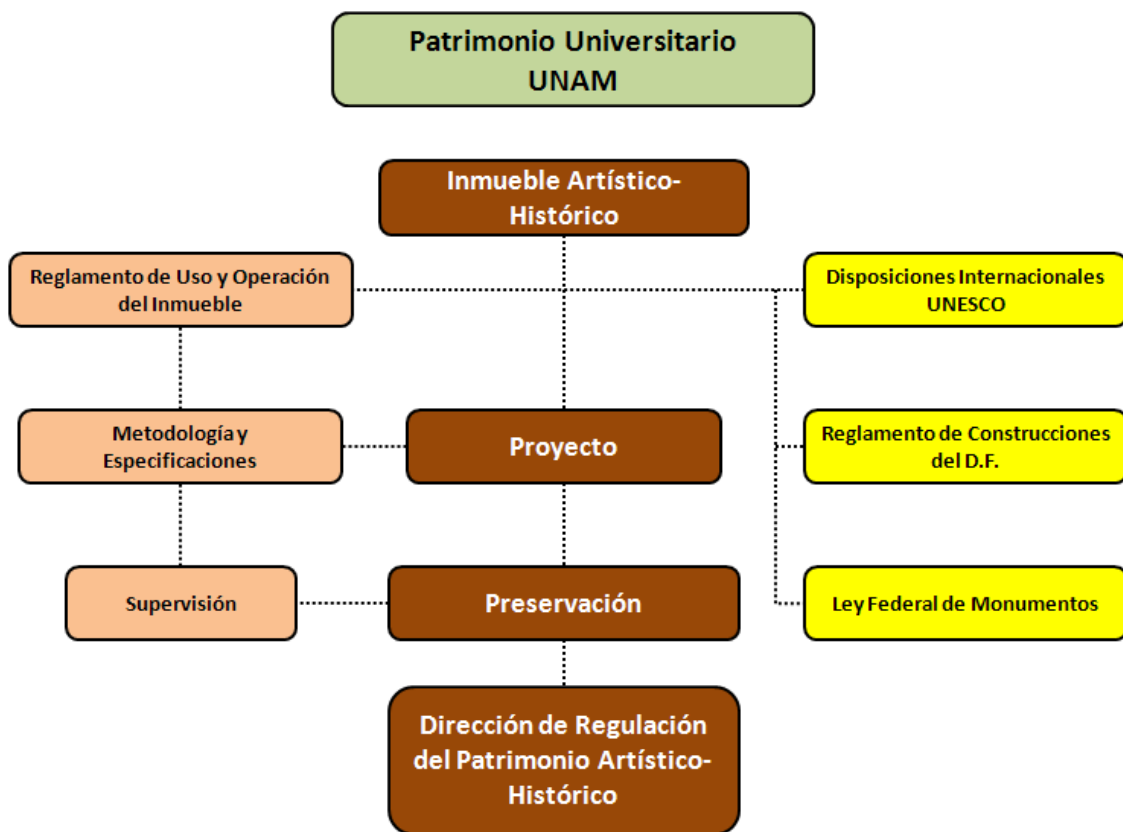 Patrimonio Universitario
UNAM
Inmueble Artístico-
Histórico
Reglamento de Uso y Operación
del Inmueble
Disposiciones Internacionales
UNESCO
Metodología y
Especificaciones
Proyecto
Reglamento de Construcciones
del D.F.
Supervisión
Preservación
Ley Federal de Monumentos
Dirección de Regulación
del Patrimonio Artístico-
Histórico